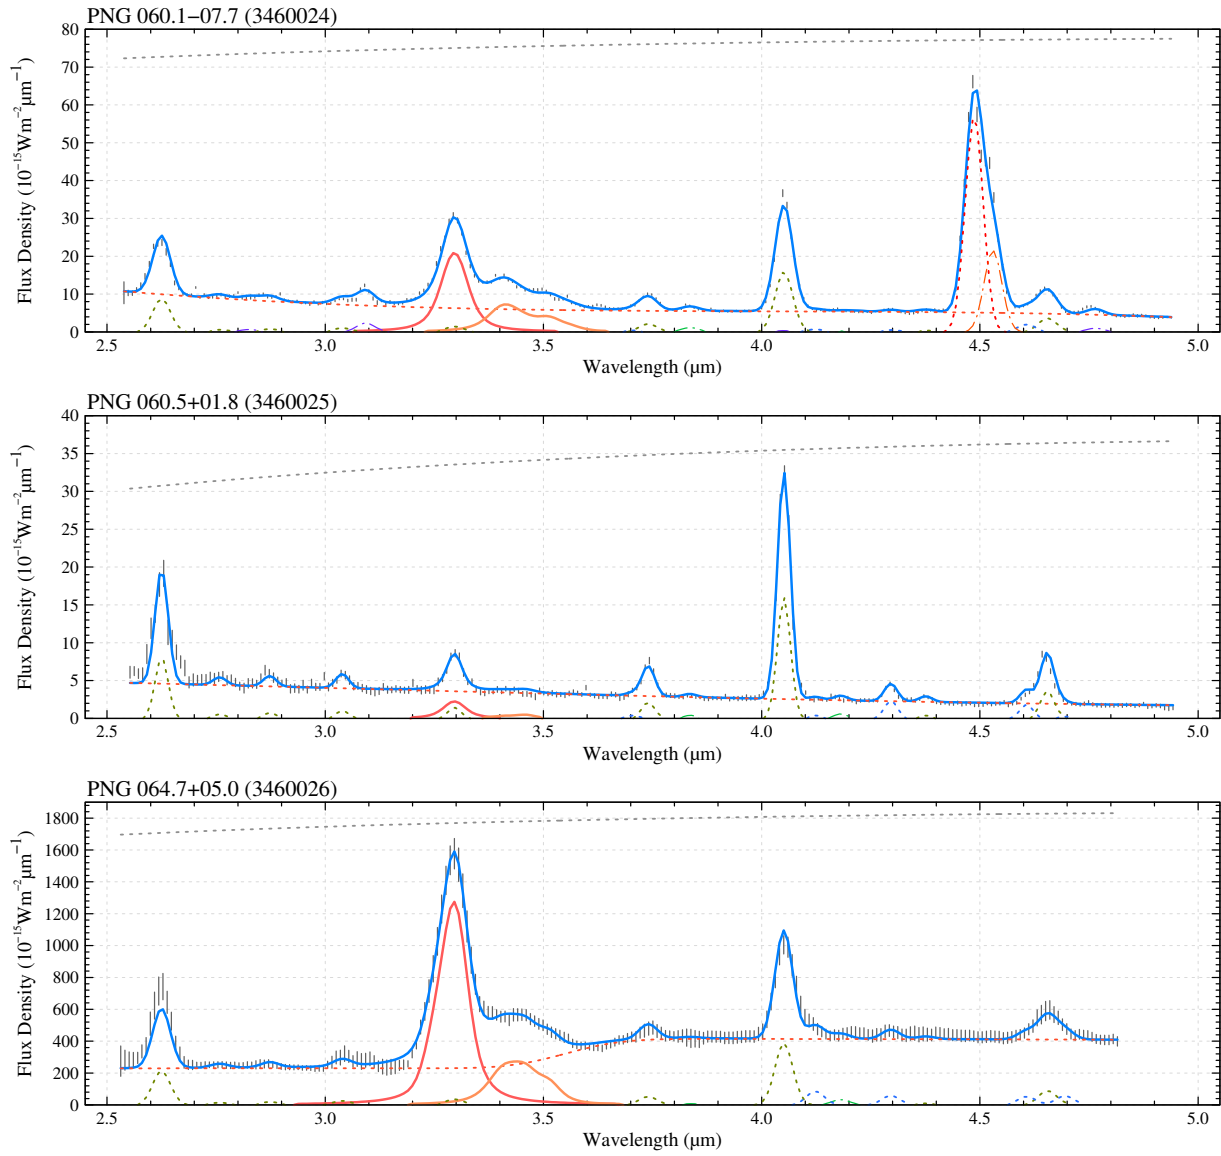 PNG 060.1−07.7 (3460024)
80
70
60
50
40
30
20
10
0
Flux Density (10⁻¹⁵Wm⁻²µm⁻¹)
2.5 3.0 3.5 4.0 4.5 5.0
Wavelength (µm)
PNG 060.5+01.8 (3460025)
40
35
30
25
20
15
10
5
0
Flux Density (10⁻¹⁵Wm⁻²µm⁻¹)
2.5 3.0 3.5 4.0 4.5 5.0
Wavelength (µm)
PNG 064.7+05.0 (3460026)
1800
1600
1400
1200
1000
800
600
400
200
0
Flux Density (10⁻¹⁵Wm⁻²µm⁻¹)
2.5 3.0 3.5 4.0 4.5 5.0
Wavelength (µm)